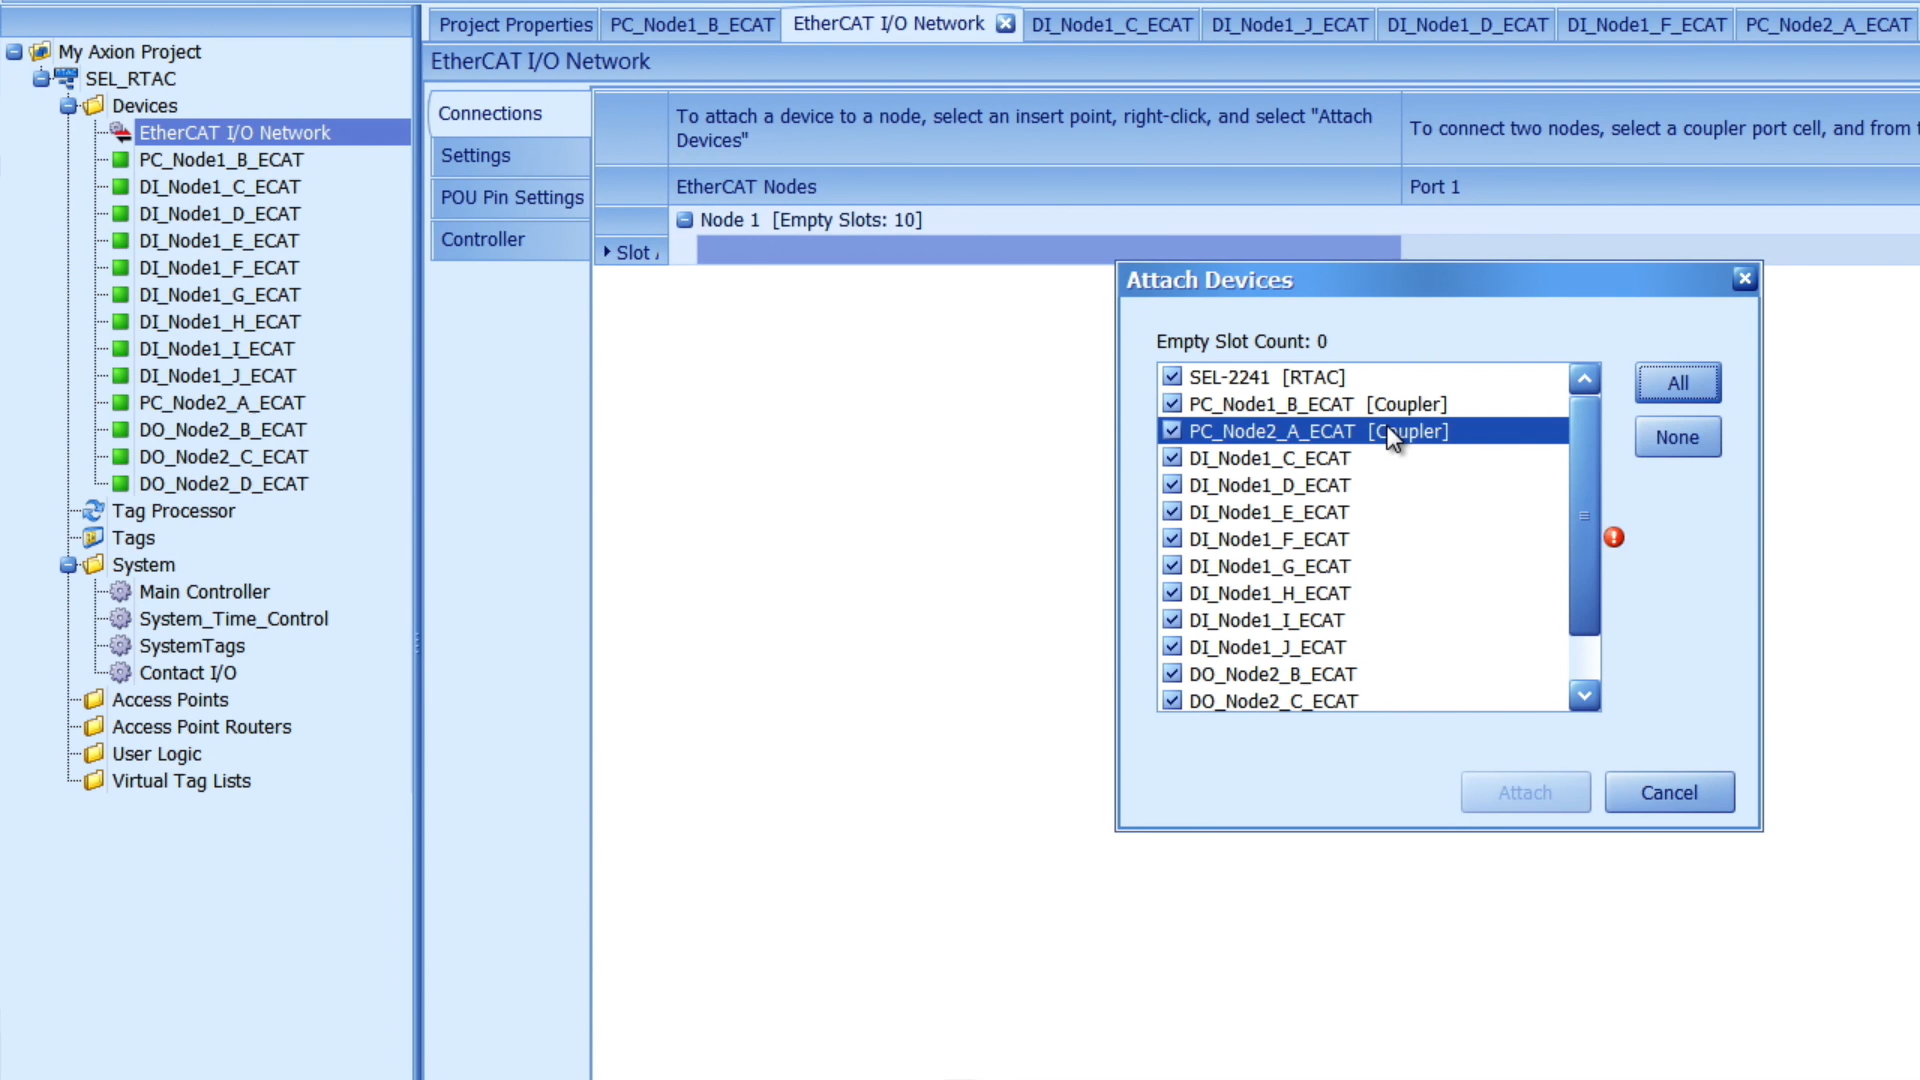 My Axion Project
SEL_RTAC
Devices
EtherCAT I/O Network
PC_Node1_B_ECAT
DI_Node1_C_ECAT
DI_Node1_D_ECAT
DI_Node1_E_ECAT
DI_Node1_F_ECAT
DI_Node1_G_ECAT
DI_Node1_H_ECAT
DI_Node1_I_ECAT
DI_Node1_J_ECAT
PC_Node2_A_ECAT
DO_Node2_B_ECAT
DO_Node2_C_ECAT
DO_Node2_D_ECAT
Tag Processor
Tags
System
Main Controller
System_Time_Control
SystemTags
Contact I/O
Access Points
Access Point Routers
User Logic
Virtual Tag Lists
Project Properties PC_Node1_B_ECAT EtherCAT I/O Network DI_Node1_C_ECAT DI_Node1_J_ECAT DI_Node1_D_ECAT DI_Node1_F_ECAT PC_Node2_A_ECAT
EtherCAT I/O Network
Connections
Settings
POU Pin Settings
Controller
To attach a device to a node, select an insert point, right-click, and select "Attach
Devices"
To connect two nodes, select a coupler port cell, and from
EtherCAT Nodes
Port 1
Node 1 [Empty Slots: 10]
Slot
Attach Devices
Empty Slot Count: 0
SEL-2241 [RTAC]
PC_Node1_B_ECAT [Coupler]
PC_Node2_A_ECAT [Coupler]
DI_Node1_C_ECAT
DI_Node1_D_ECAT
DI_Node1_E_ECAT
DI_Node1_F_ECAT
DI_Node1_G_ECAT
DI_Node1_H_ECAT
DI_Node1_I_ECAT
DI_Node1_J_ECAT
DO_Node2_B_ECAT
DO_Node2_C_ECAT
All
None
Attach
Cancel